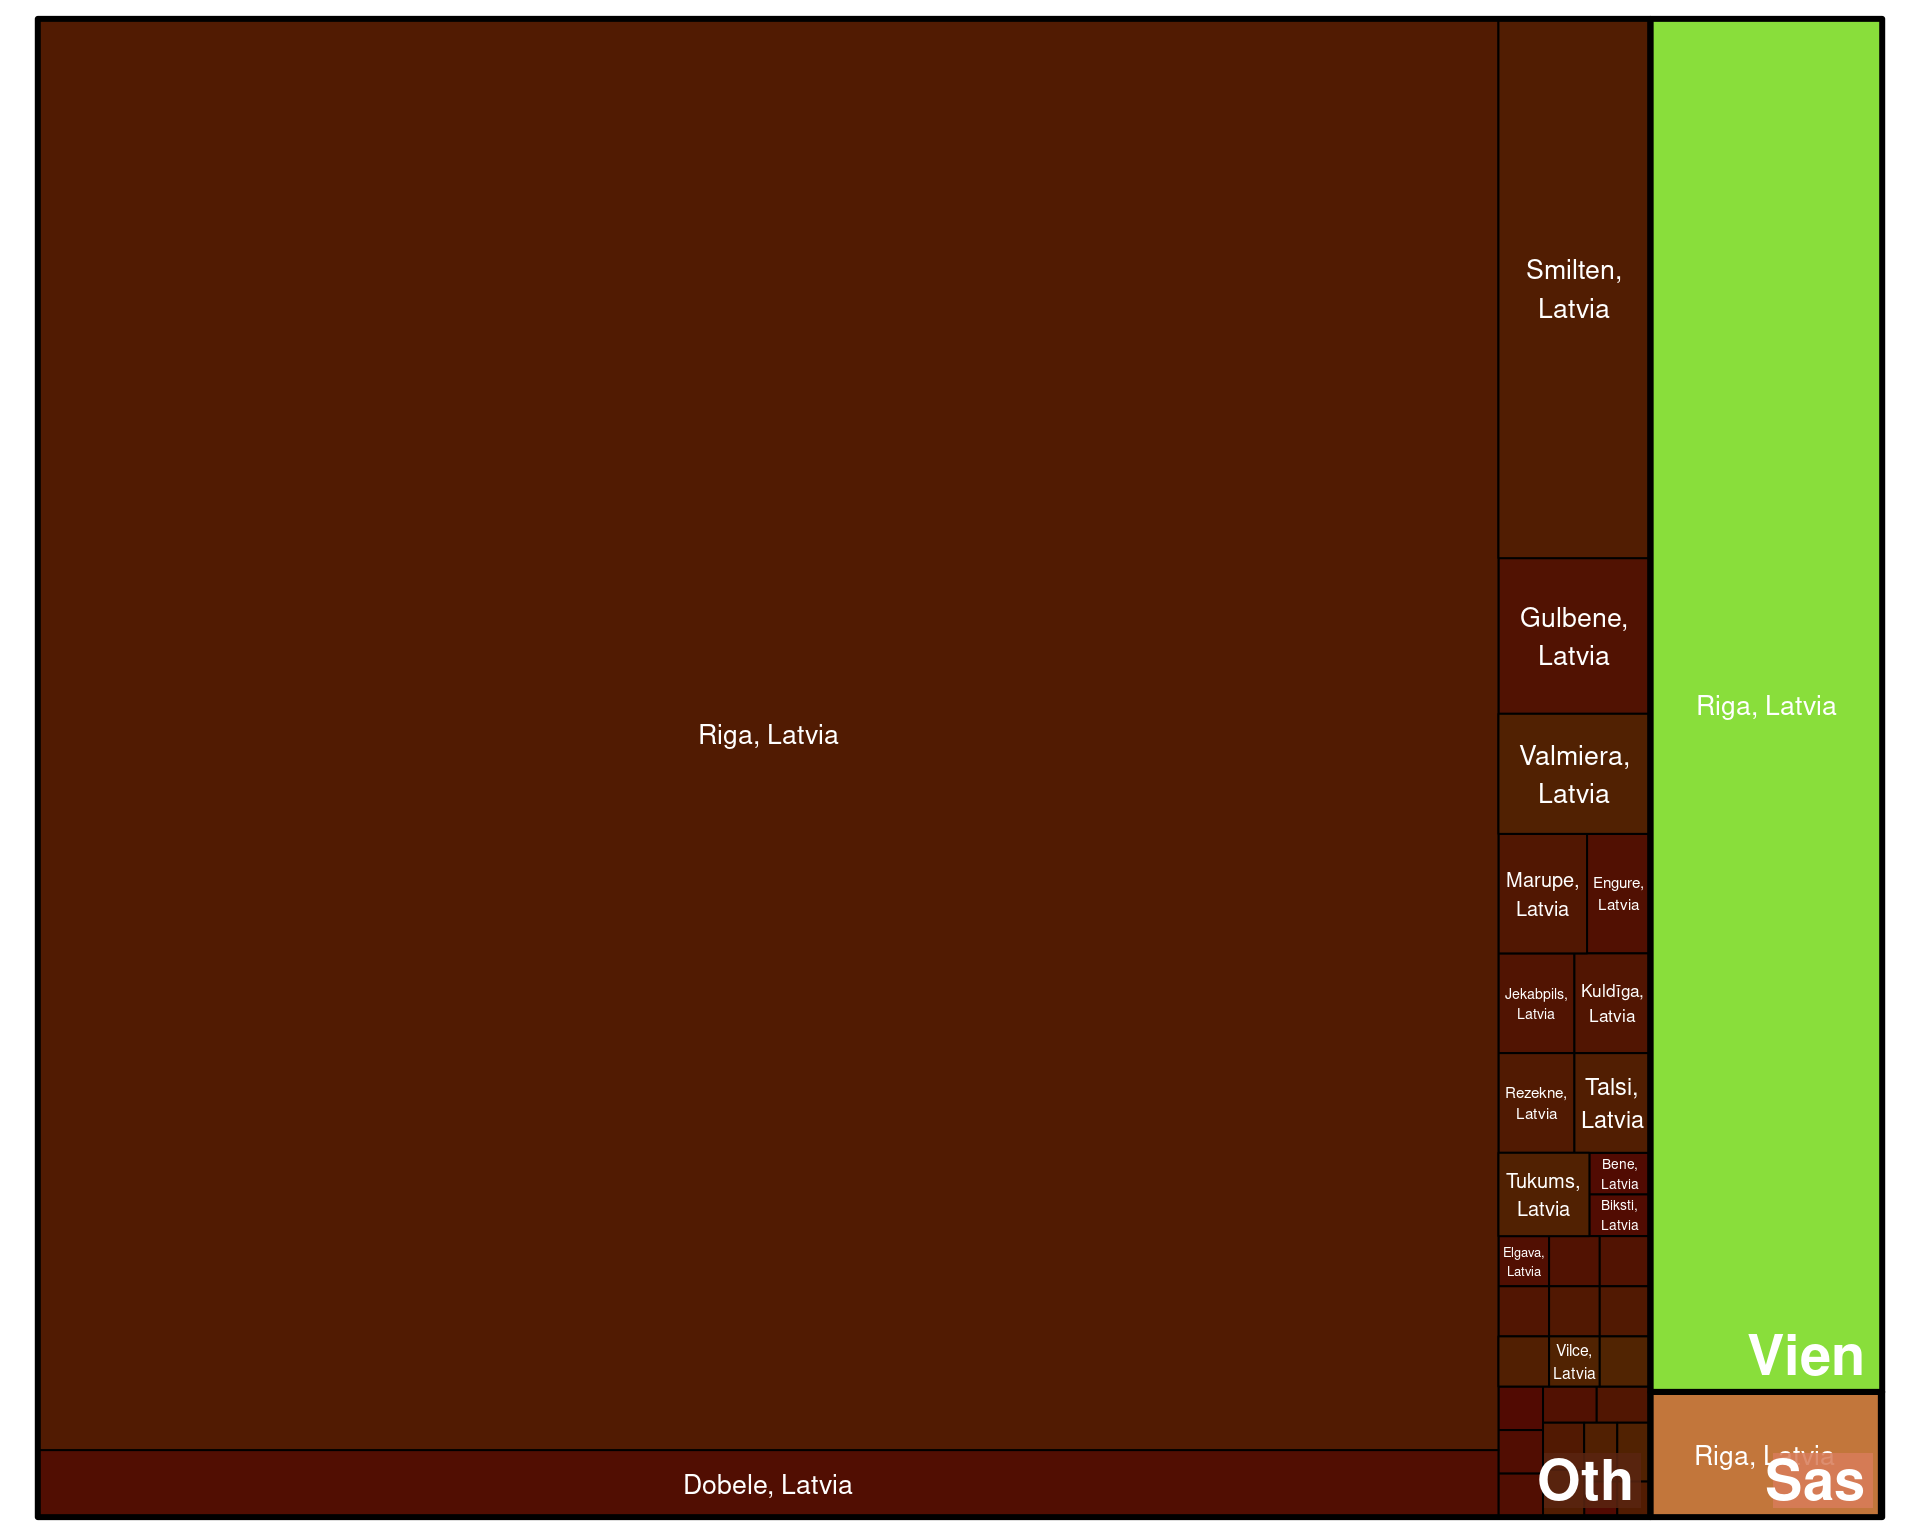 Riga, Latvia
Dobele, Latvia
Smilten,
Latvia
Gulbene,
Latvia
Valmiera,
Latvia
Marupe,
Latvia
Engure,
Latvia
Jekabpils,
Latvia
Kuldīga,
Latvia
Rezekne,
Latvia
Talsi,
Latvia
Tukums,
Latvia
Bene,
Latvia
Biksti,
Latvia
Elgava,
Latvia
Vilce,
Latvia
Oth
Riga, Latvia
Vien
Riga, Latvia
Sas